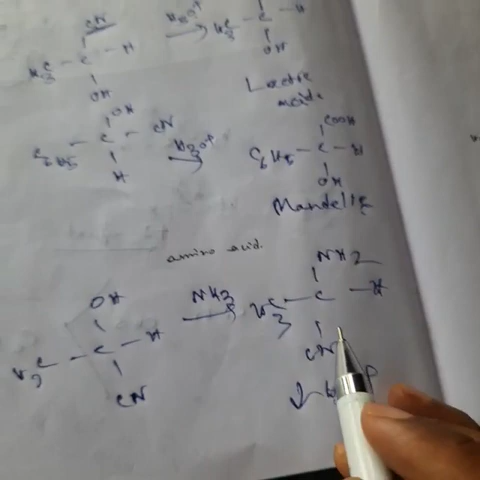 CN
H3C - C - H
OH
H3O+
C - H
OH
Lactic
acid
OH
C6H5 - C - CN
H
H3O+
COOH
C6H5 - C - H
OH
Mandelic
amino acid.
OH
H3C - C - H
CN
NH3
NH2
H3C - C - H
CN